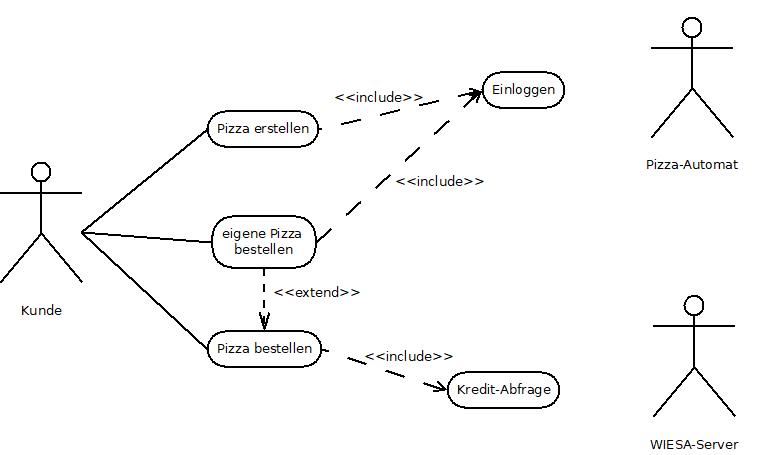 Einloggen
<<include>>
Pizza erstellen
Pizza-Automat
<<include>>
eigene Pizza
bestellen
<<extend>>
Kunde
Pizza bestellen
<<include>>
Kredit-Abfrage
WIESA-Server